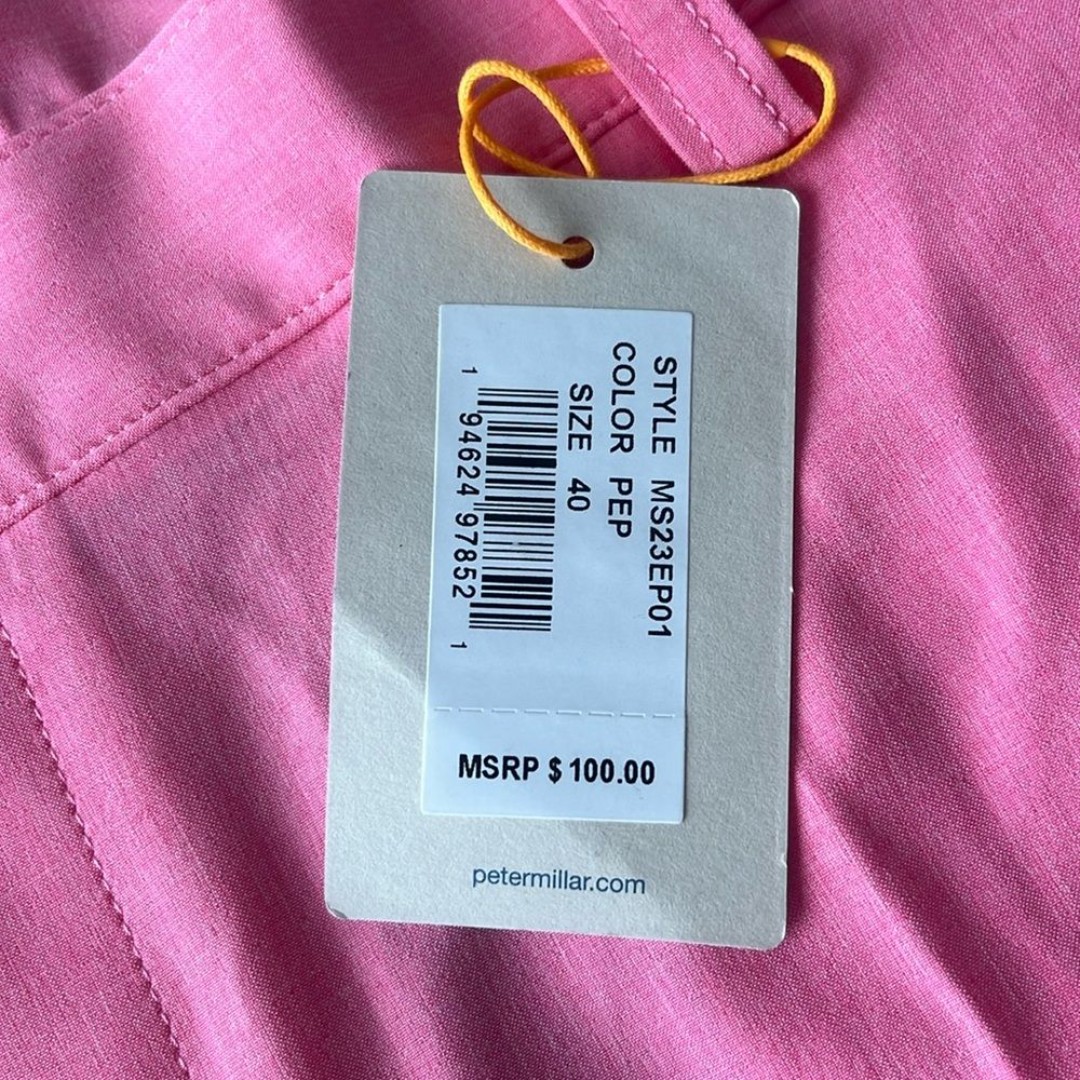 STYLE MS23EP01
COLOR PEP
SIZE 40
1 94624 97852 1
MSRP $100.00
petermillar.com